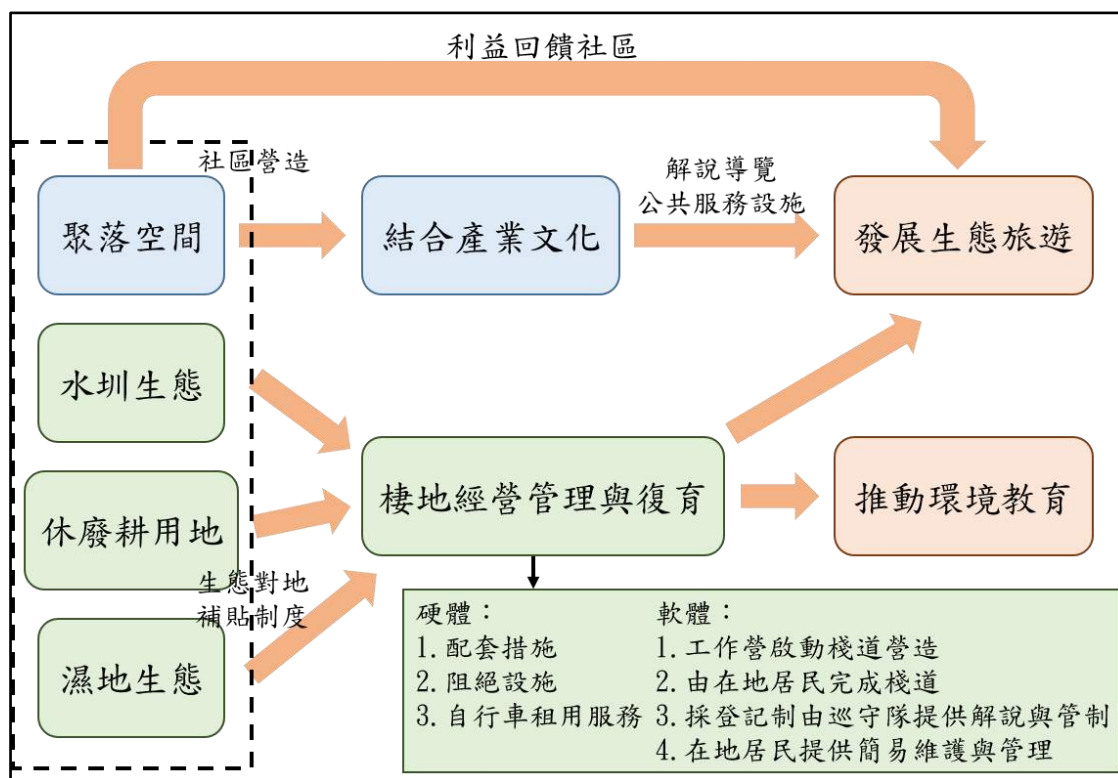 利益回饋社區
社區營造
解說導覽
公共服務設施
聚落空間
結合產業文化
發展生態旅遊
水圳生態
休廢耕用地
棲地經營管理與復育
推動環境教育
生態對地
補貼制度
濕地生態
硬體：
1.配套措施
2.阻絕設施
3.自行車租用服務
軟體：
1.工作營啟動棧道營造
2.由在地居民完成棧道
3.採登記制由巡守隊提供解說與管制
4.在地居民提供簡易維護與管理